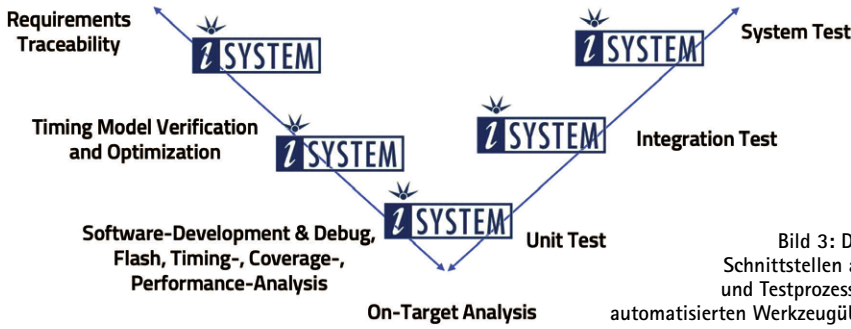 Requirements
Traceability
iSYSTEM
iSYSTEM
System Test
Timing Model Verification
and Optimization
iSYSTEM
iSYSTEM
Integration Test
Software-Development & Debug,
Flash, Timing-, Coverage-,
Performance-Analysis
iSYSTEM
Unit Test
On-Target Analysis
Bild 3:
Schnittstellen
und Testprozess
automatisierten